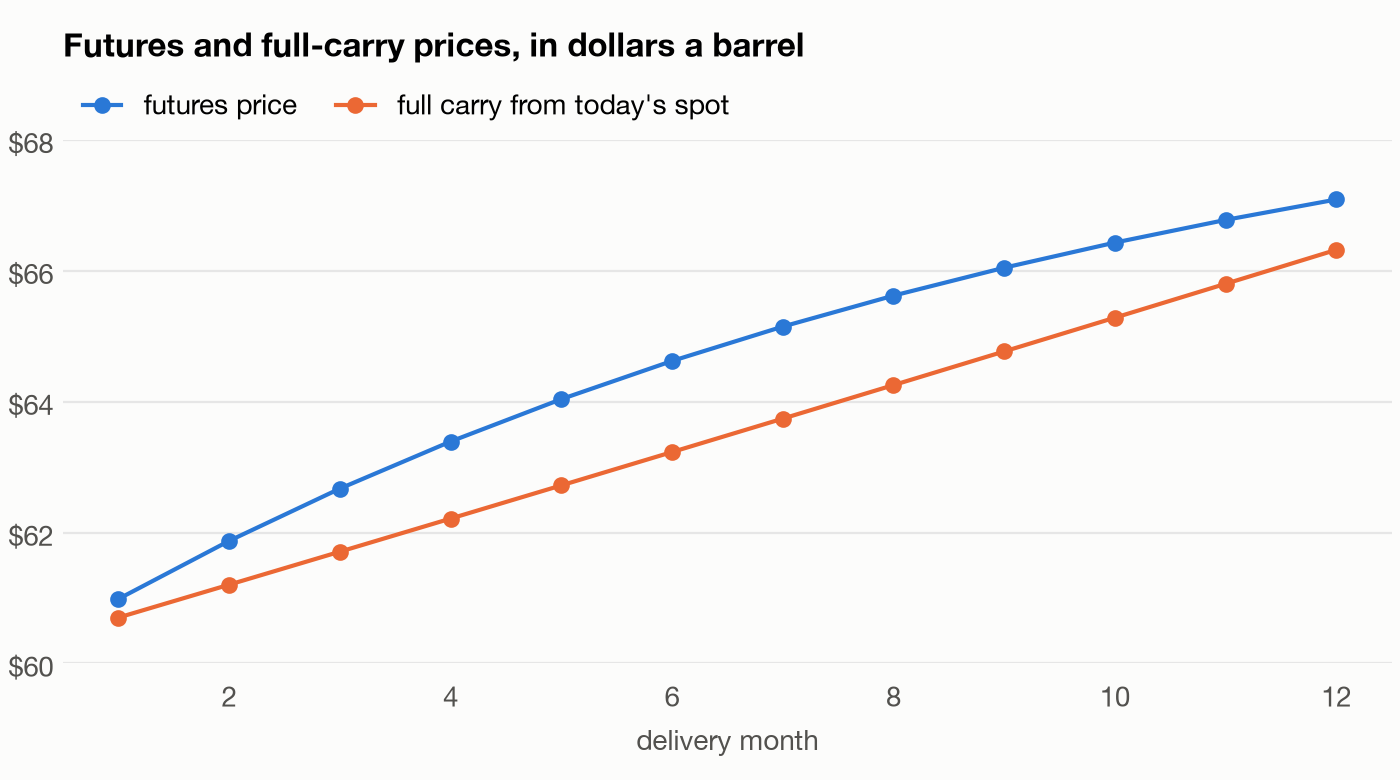 Futures and full-carry prices, in dollars a barrel
futures price full carry from today's spot
$68
$66
$64
$62
$60
2 4 6 8 10 12
delivery month